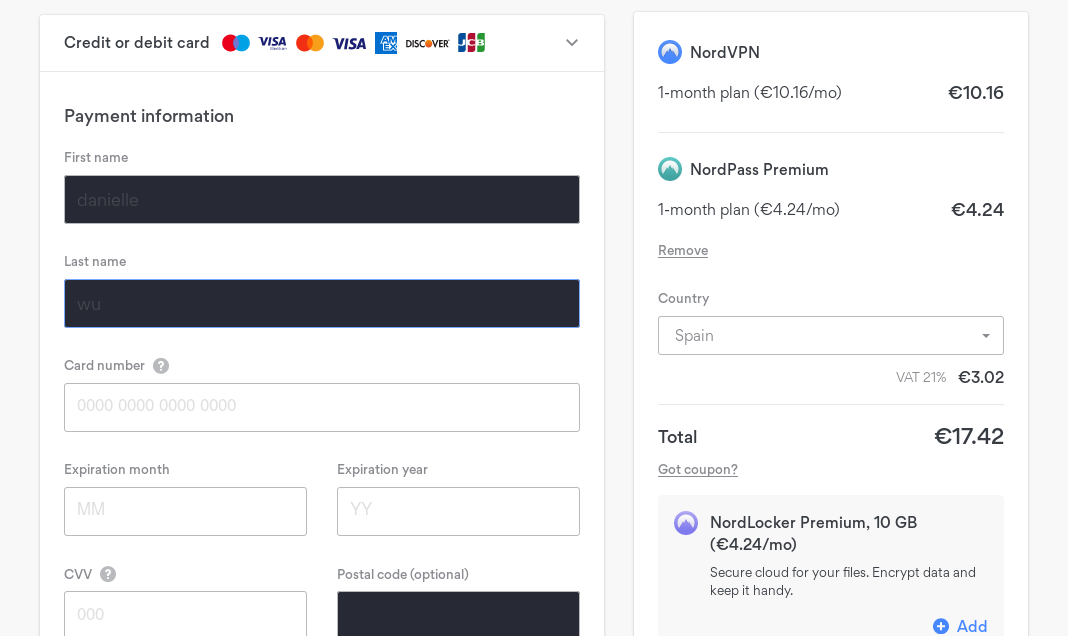 Credit or debit card VISA Electron VISA AM EX DISCOVER JCB
Payment information
First name
danielle
Last name
wu
Card number ?
0000 0000 0000 0000
Expiration month Expiration year
MM YY
CVV ? Postal code (optional)
000
NordVPN
1-month plan (€10.16/mo) €10.16
NordPass Premium
1-month plan (€4.24/mo) €4.24
Remove
Country
Spain
VAT 21% €3.02
Total €17.42
Got coupon?
NordLocker Premium, 10 GB
(€4.24/mo)
Secure cloud for your files. Encrypt data and
keep it handy.
Add